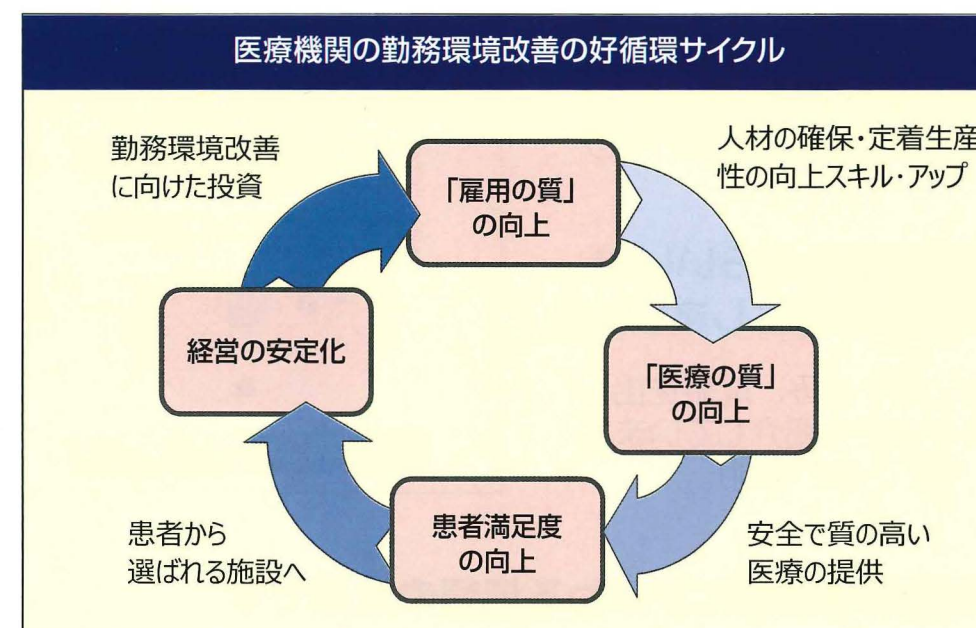 医療機関の勤務環境改善の好循環サイクル
勤務環境改善
に向けた投資
「雇用の質」
の向上
人材の確保・定着生産
性の向上スキル・アップ
経営の安定化
「医療の質」
の向上
患者から
選ばれる施設へ
患者満足度
の向上
安全で質の高い
医療の提供